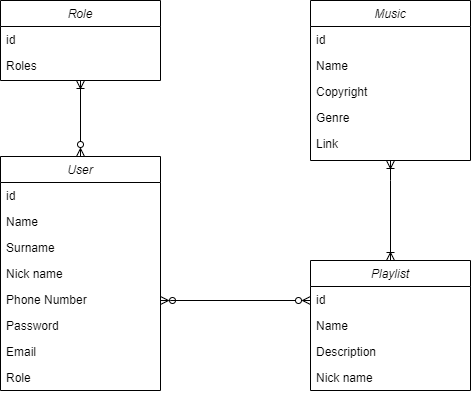 Role
id
Roles
Music
id
Name
Copyright
Genre
Link
User
id
Name
Surname
Nick name
Phone Number
Password
Email
Role
Playlist
id
Name
Description
Nick name